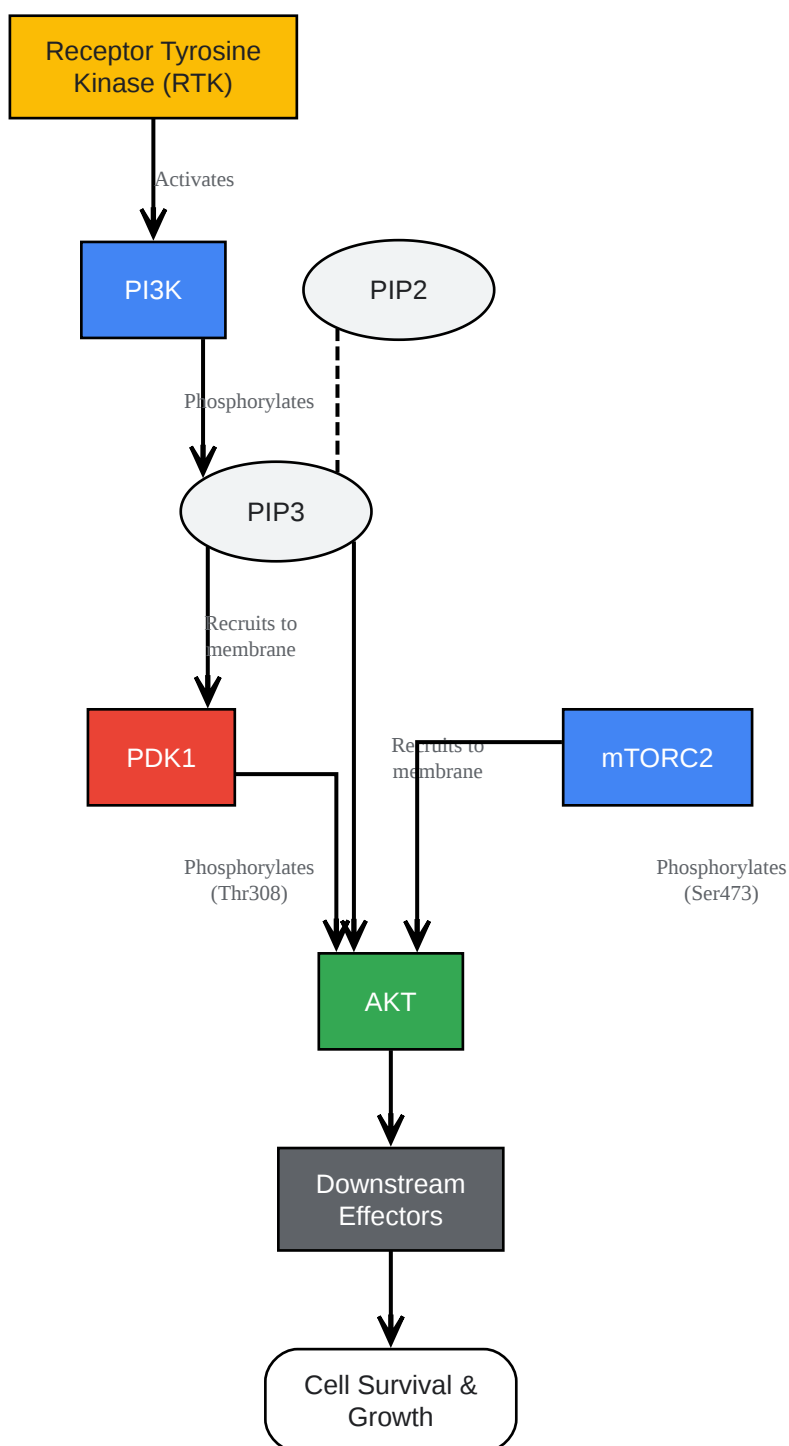 Receptor Tyrosine
Kinase (RTK)
Activates
PI3K
PIP2
Phosphorylates
PIP3
Recruits to
membrane
PDK1
Recruits to
membrane
mTORC2
Phosphorylates
(Thr308)
Phosphorylates
(Ser473)
AKT
Downstream
Effectors
Cell Survival &
Growth